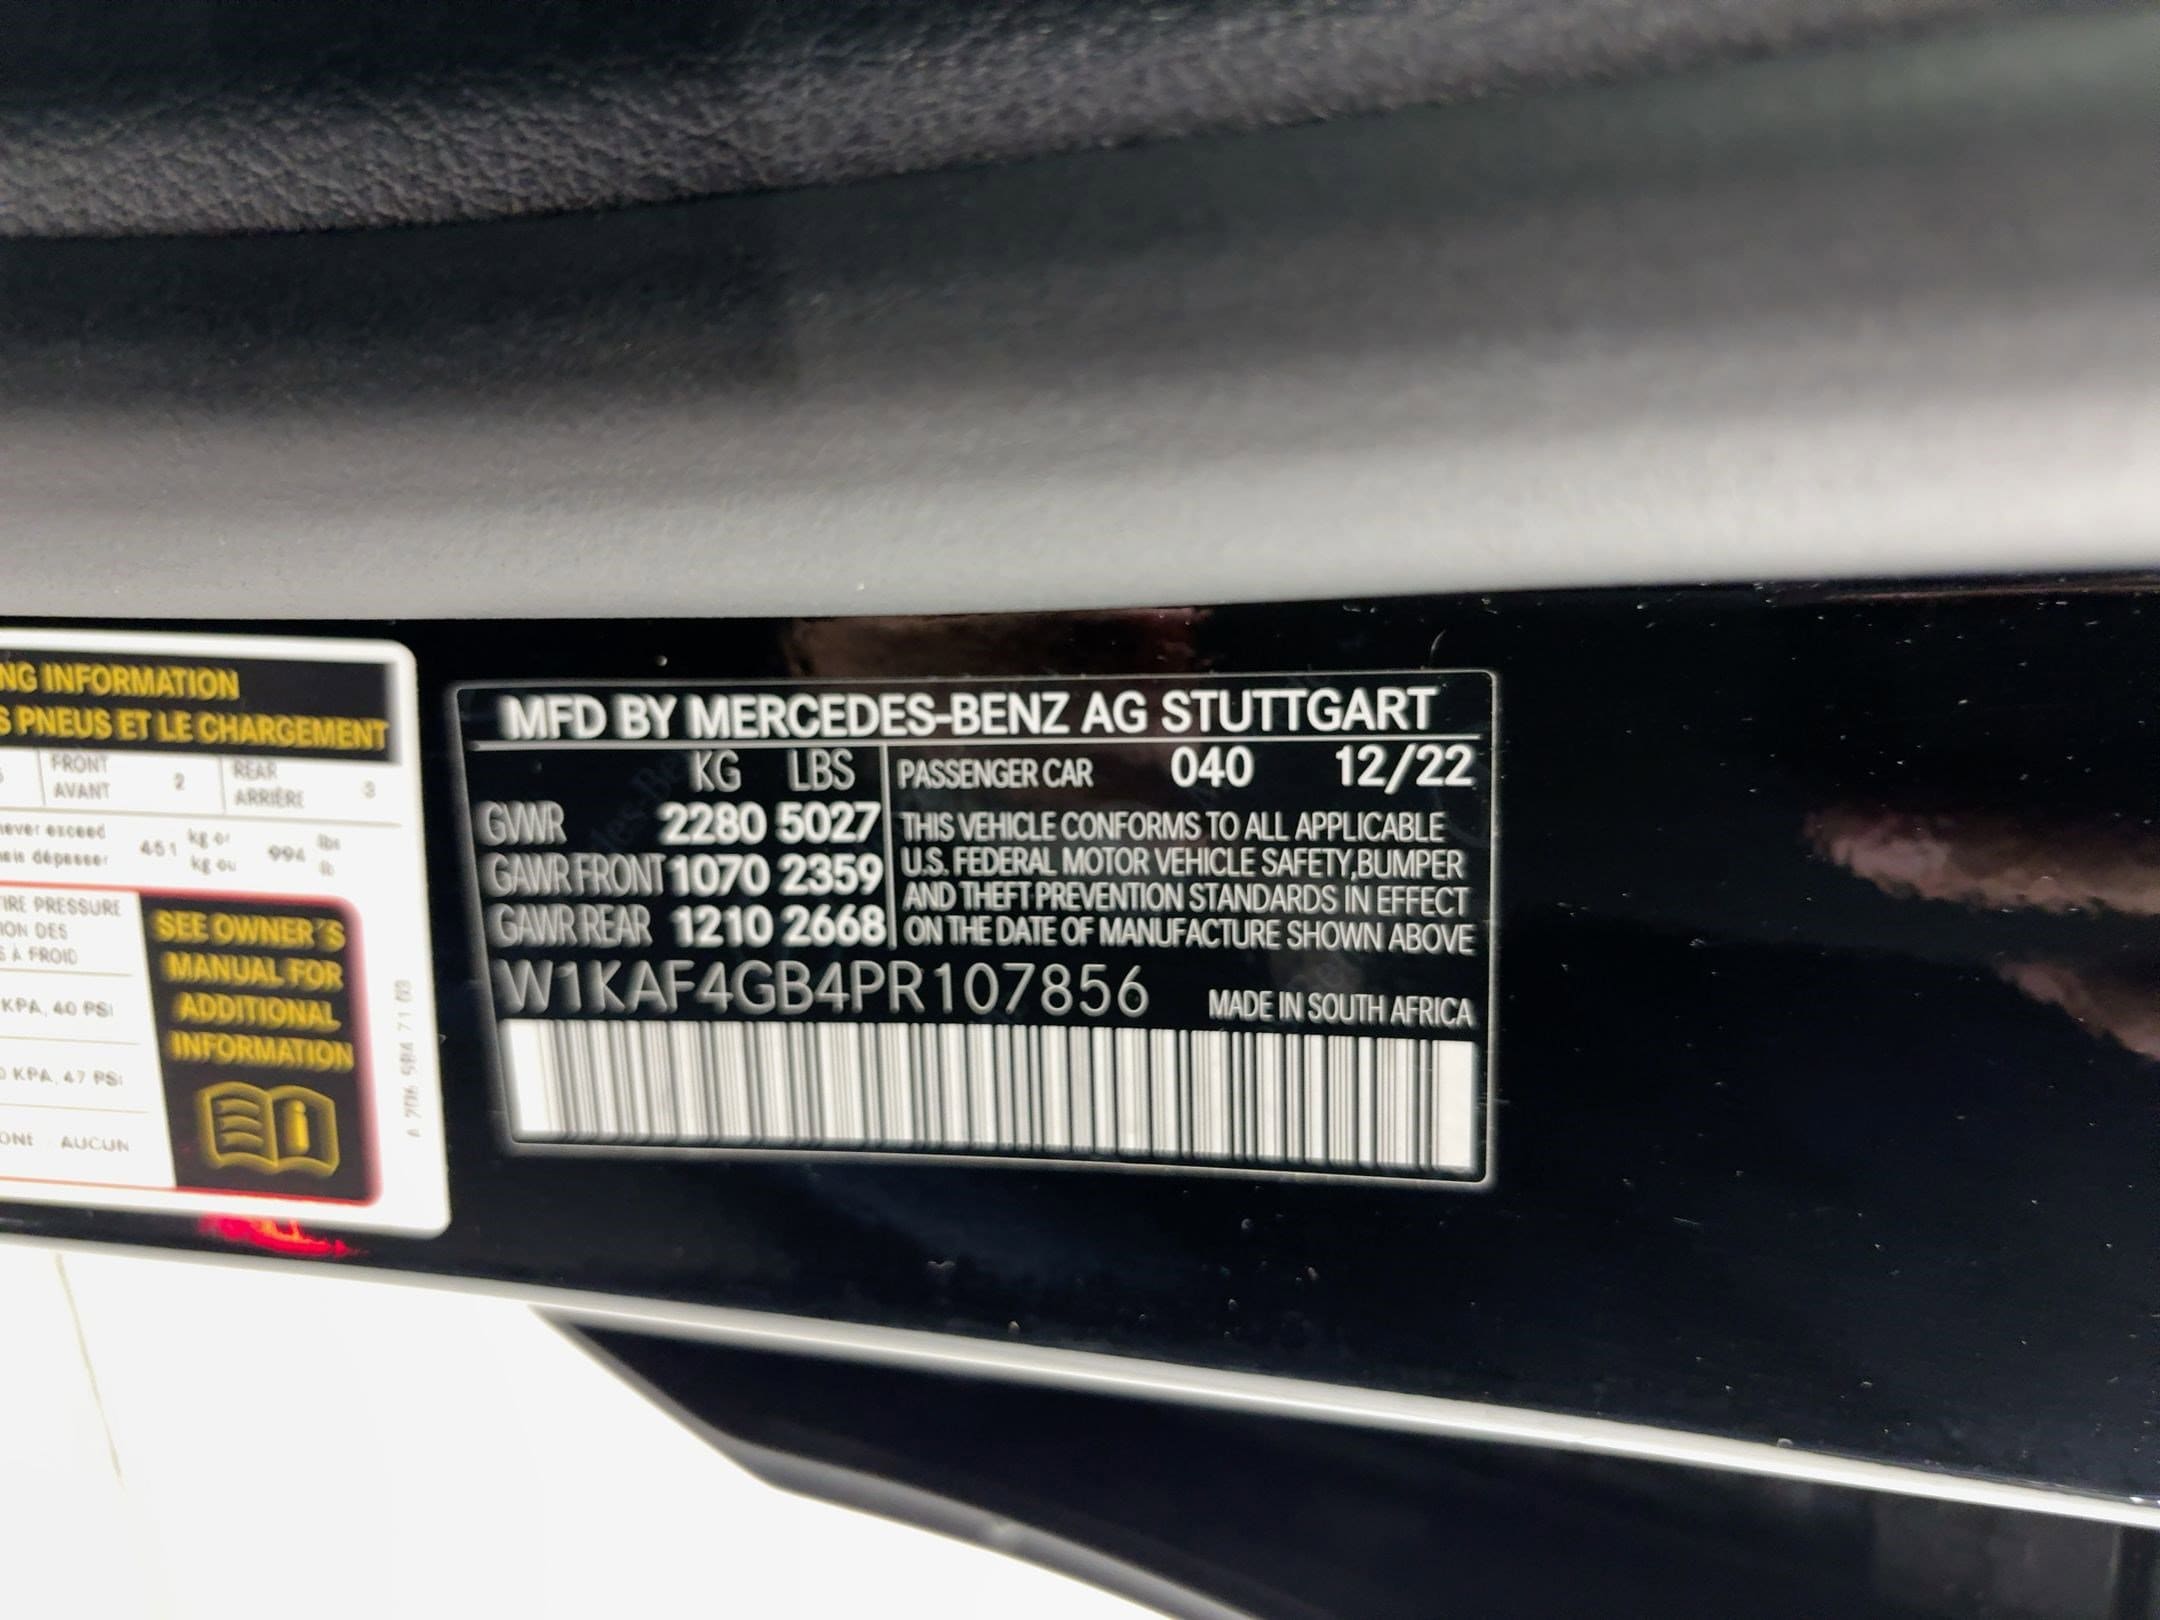 NG INFORMATION
S PNEUS ET LE CHARGEMENT
FRONT
AVANT
2
REAR
ARRIÈRE
3
never exceed
451
kg or
kg ou
994
lbs
lb
dépasser
TIRE PRESSURE
ION DES
S À FROID
KPA, 40 PSI
0 KPA, 47 PSI
AUCUN
SEE OWNER´S
MANUAL FOR
ADDITIONAL
INFORMATION
MFD BY MERCEDES-BENZ AG STUTTGART
KG LBS
GVWR 2280 5027
GAWR FRONT 1070 2359
GAWR REAR 1210 2668
PASSENGER CAR 040 12/22
THIS VEHICLE CONFORMS TO ALL APPLICABLE
U.S. FEDERAL MOTOR VEHICLE SAFETY,BUMPER
AND THEFT PREVENTION STANDARDS IN EFFECT
ON THE DATE OF MANUFACTURE SHOWN ABOVE
W1KAF4GB4PR107856
MADE IN SOUTH AFRICA